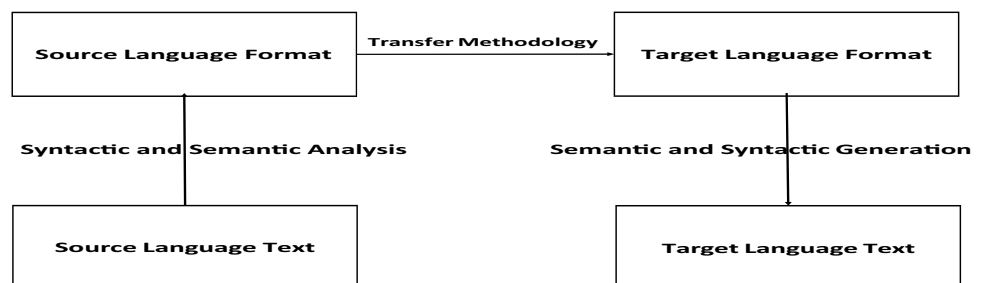 Source Language Format
Transfer Methodology
Target Language Format
Syntactic and Semantic Analysis
Semantic and Syntactic Generation
Source Language Text
Target Language Text